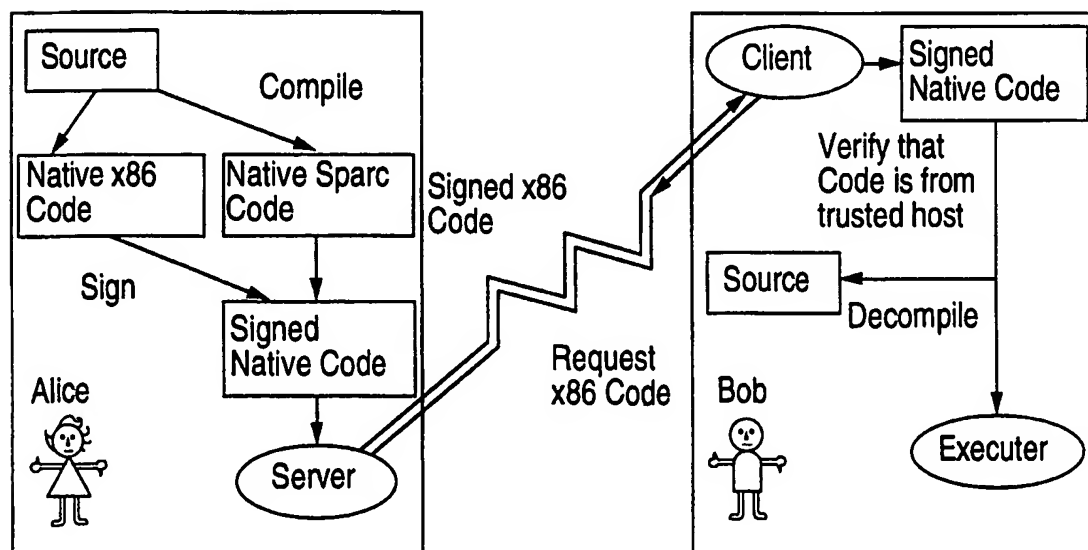 Source
Compile
Native x86
Code
Native Sparc
Code
Sign
Signed
Native Code
Alice
Server
Signed x86
Code
Request
x86 Code
Client
Signed
Native Code
Verify that
Code is from
trusted host
Source
Decompile
Bob
Executer